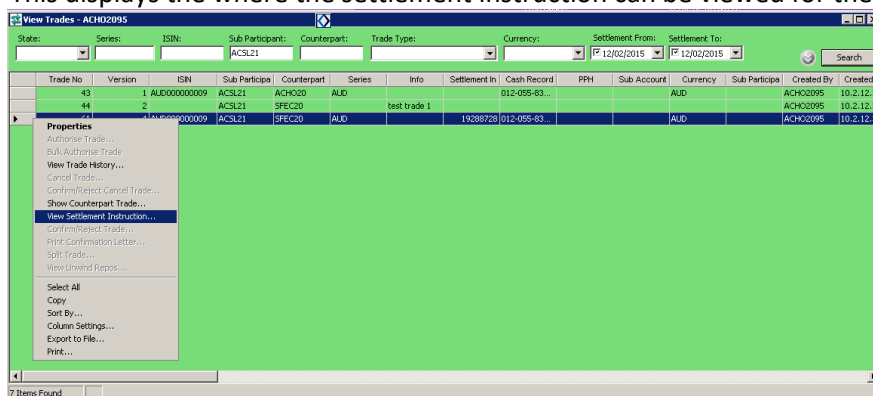 This displays the where the settlement instruction can be viewed for the
View Trades - ACHO2095
State: Series: ISIN: Sub Participant: Counterpart: Trade Type: Currency: Settlement From: Settlement To:
ACSL21 12/02/2015 12/02/2015 Search
Trade No Version ISIN Sub Participa Counterpart Series Info Settlement In Cash Record PPH Sub Account Currency Sub Participa Created By Created
43 1 AUD000000009 ACSL21 ACHO20 AUD 012-055-83... AUD ACHO2095 10.2.12.
44 2 ACSL21 SFEC20 test trade 1 ACHO2095 10.2.12.
ACSL21 SFEC20 AUD 19288728 012-055-83... AUD ACHO2095 10.2.12.
Properties
Authorise Trade...
Bulk Authorise Trade
View Trade History...
Cancel Trade...
Confirm/Reject Cancel Trade...
Show Counterpart Trade...
View Settlement Instruction...
Confirm/Reject Trade...
Print Confirmation Letter...
Split Trade...
View Unwind Repos...
Select All
Copy
Sort By...
Column Settings...
Export to File...
Print...
7 Items Found